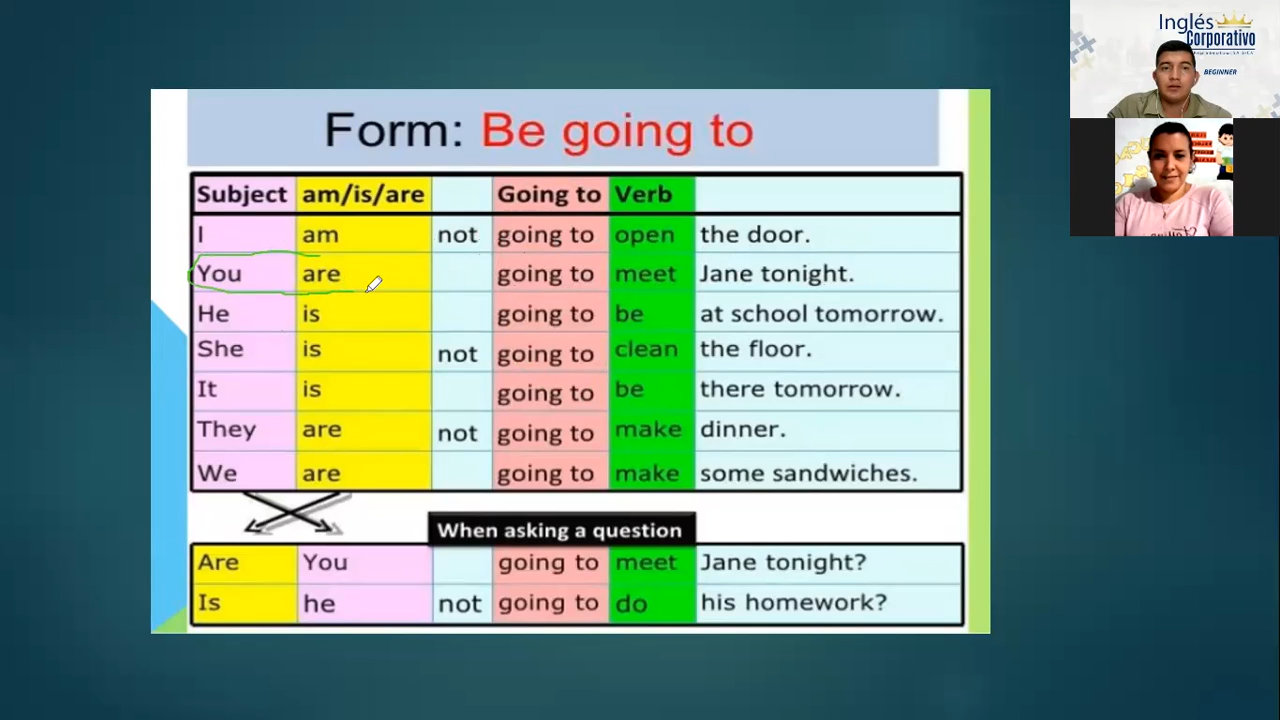 Inglés
Corporativo
BEGINNER
Form: Be going to
Subject am/is/are Going to Verb
I am not going to open the door.
You are going to meet Jane tonight.
He is going to be at school tomorrow.
She is not going to clean the floor.
It is going to be there tomorrow.
They are not going to make dinner.
We are going to make some sandwiches.
When asking a question
Are You going to meet Jane tonight?
Is he not going to do his homework?